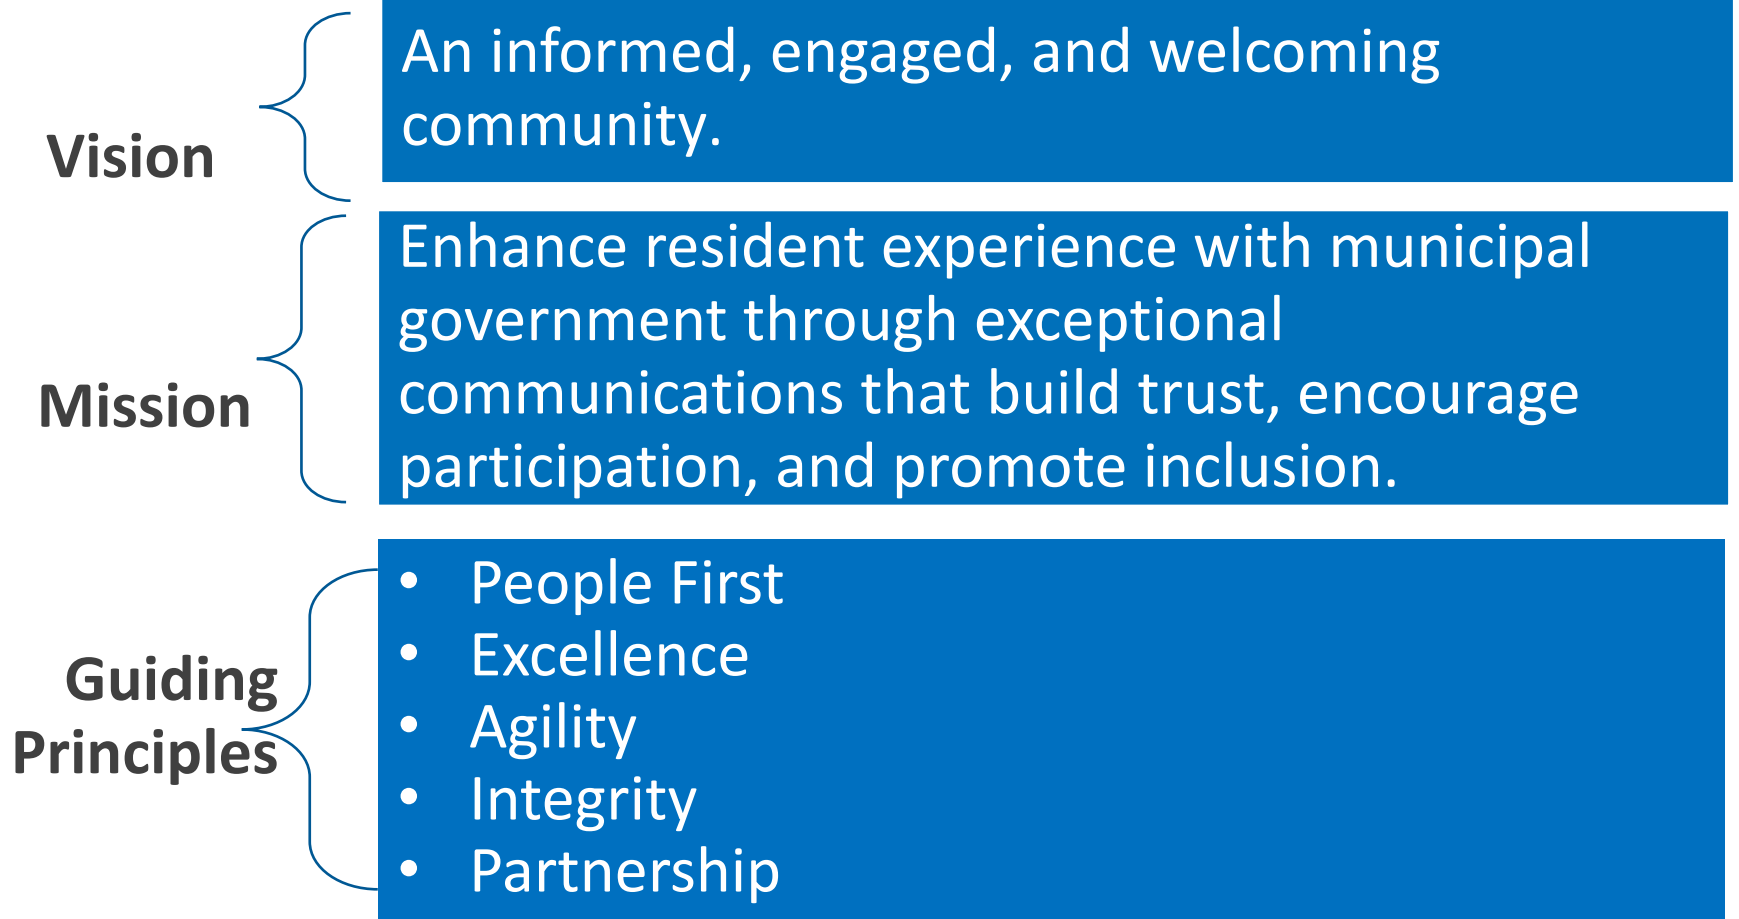 Vision
An informed, engaged, and welcoming
community.
Mission
Enhance resident experience with municipal
government through exceptional
communications that build trust, encourage
participation, and promote inclusion.
Guiding
Principles
• People First
• Excellence
• Agility
• Integrity
• Partnership